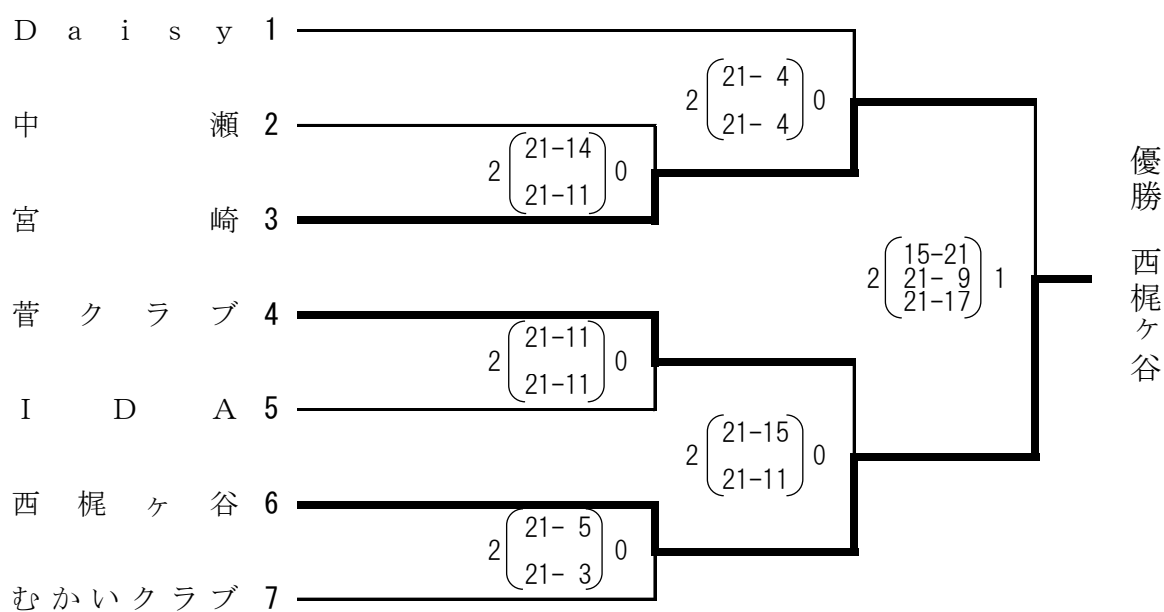 Daisy 1
2 21- 4 0
21- 4
中瀬 2
2 21-14 0
21-11
宮崎 3
優勝 西梶ケ谷
2 15-21 1
21- 9
21-17
菅クラブ 4
2 21-11 0
21-11
IDA 5
2 21-15 0
21-11
西梶ヶ谷 6
2 21- 5 0
21- 3
むかいクラブ 7